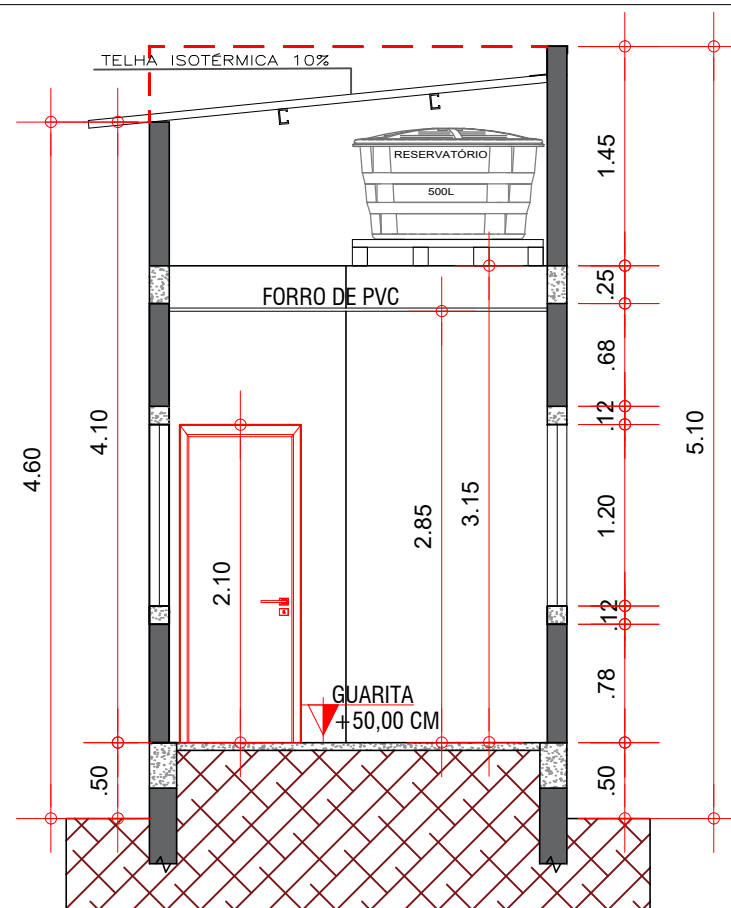 TELHA ISOTÉRMICA 10%
RESERVATÓRIO
500L
1.45
.25
FORRO DE PVC
.68
.12
4.60
4.10
2.10
2.85
3.15
1.20
5.10
.12
.78
GUARITA
+50,00 CM
.50
.50